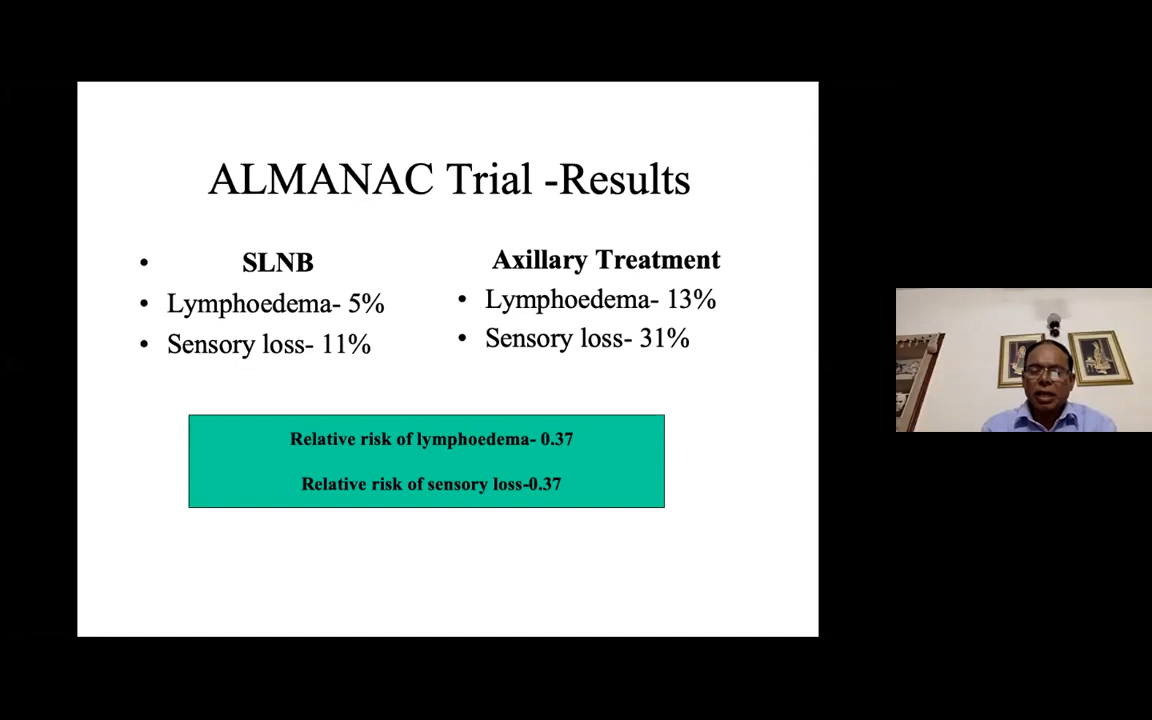 ALMANAC Trial -Results
• SLNB
• Lymphoedema- 5%
• Sensory loss- 11%
Axillary Treatment
• Lymphoedema- 13%
• Sensory loss- 31%
Relative risk of lymphoedema- 0.37
Relative risk of sensory loss-0.37